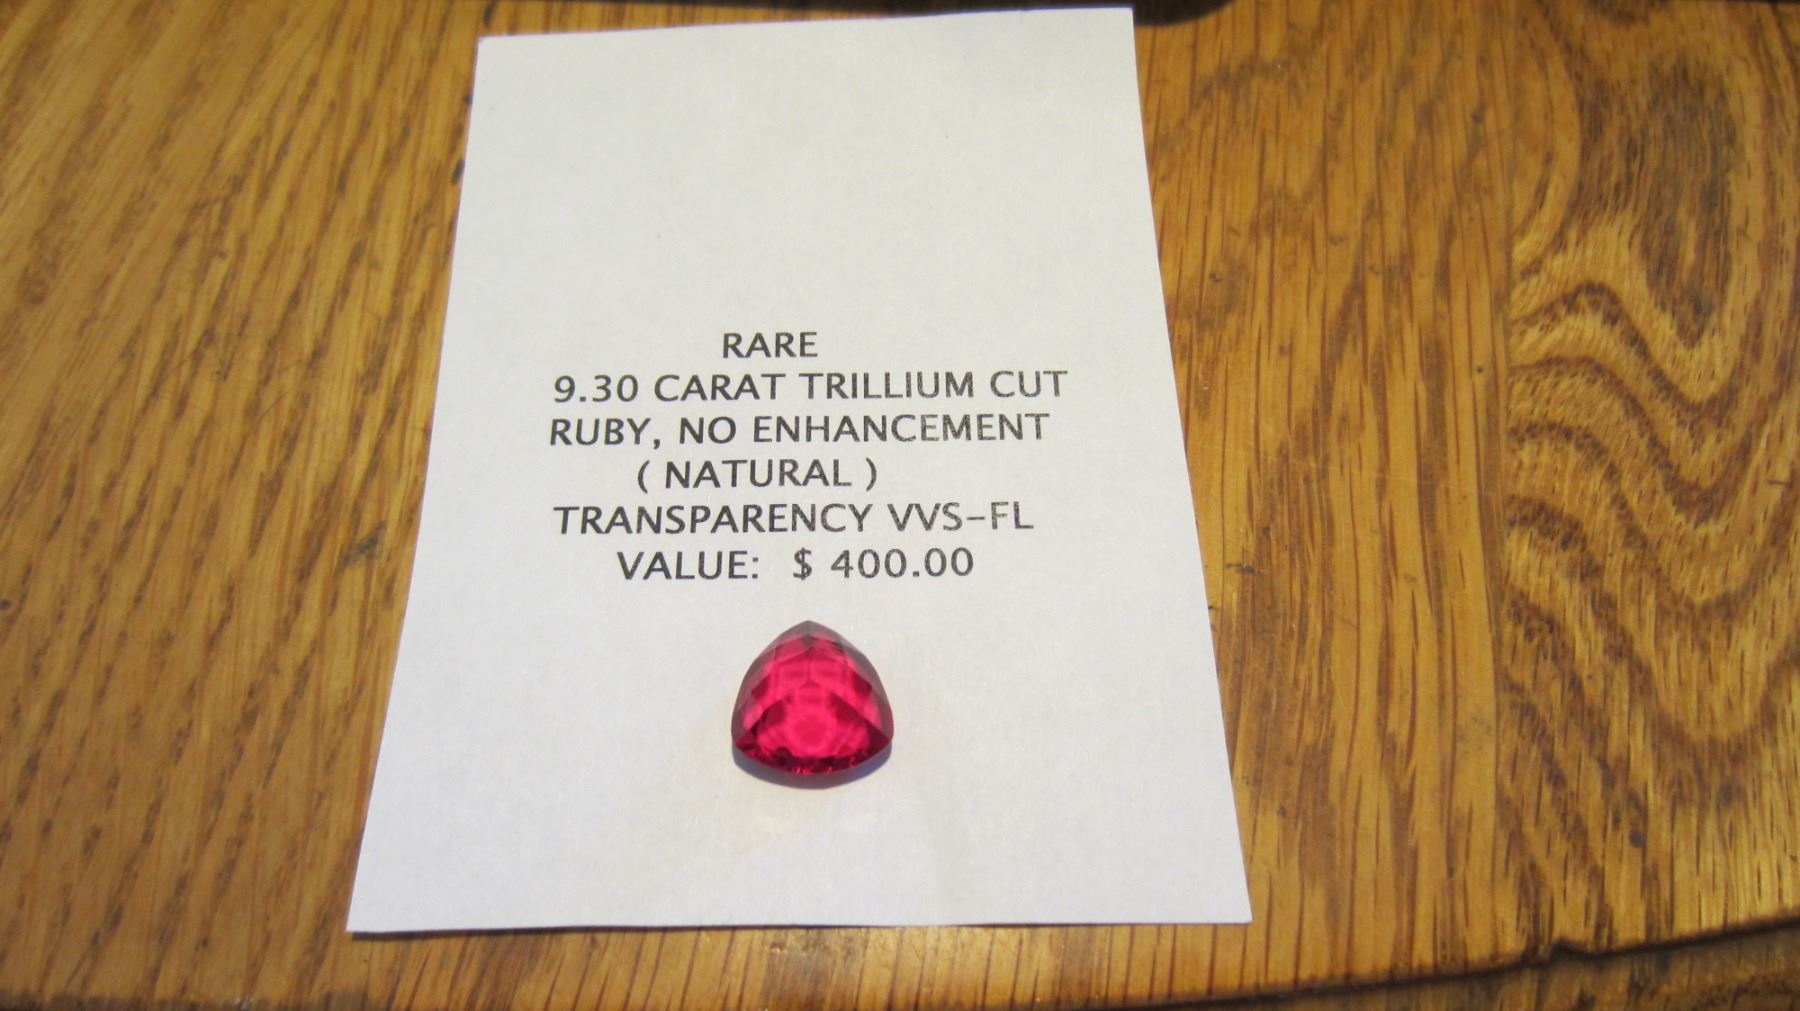 RARE
9.30 CARAT TRILLIUM CUT
RUBY, NO ENHANCEMENT
( NATURAL )
TRANSPARENCY VVS-FL
VALUE:  $ 400.00